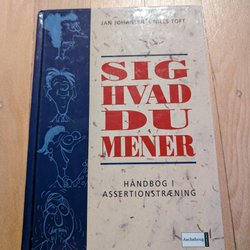 JAN JOHANSEN & NILS TOFT
SIG
HVAD
DU
MENER
HÅNDBOG I
ASSERTIONSTRÆNING
Aschehoug